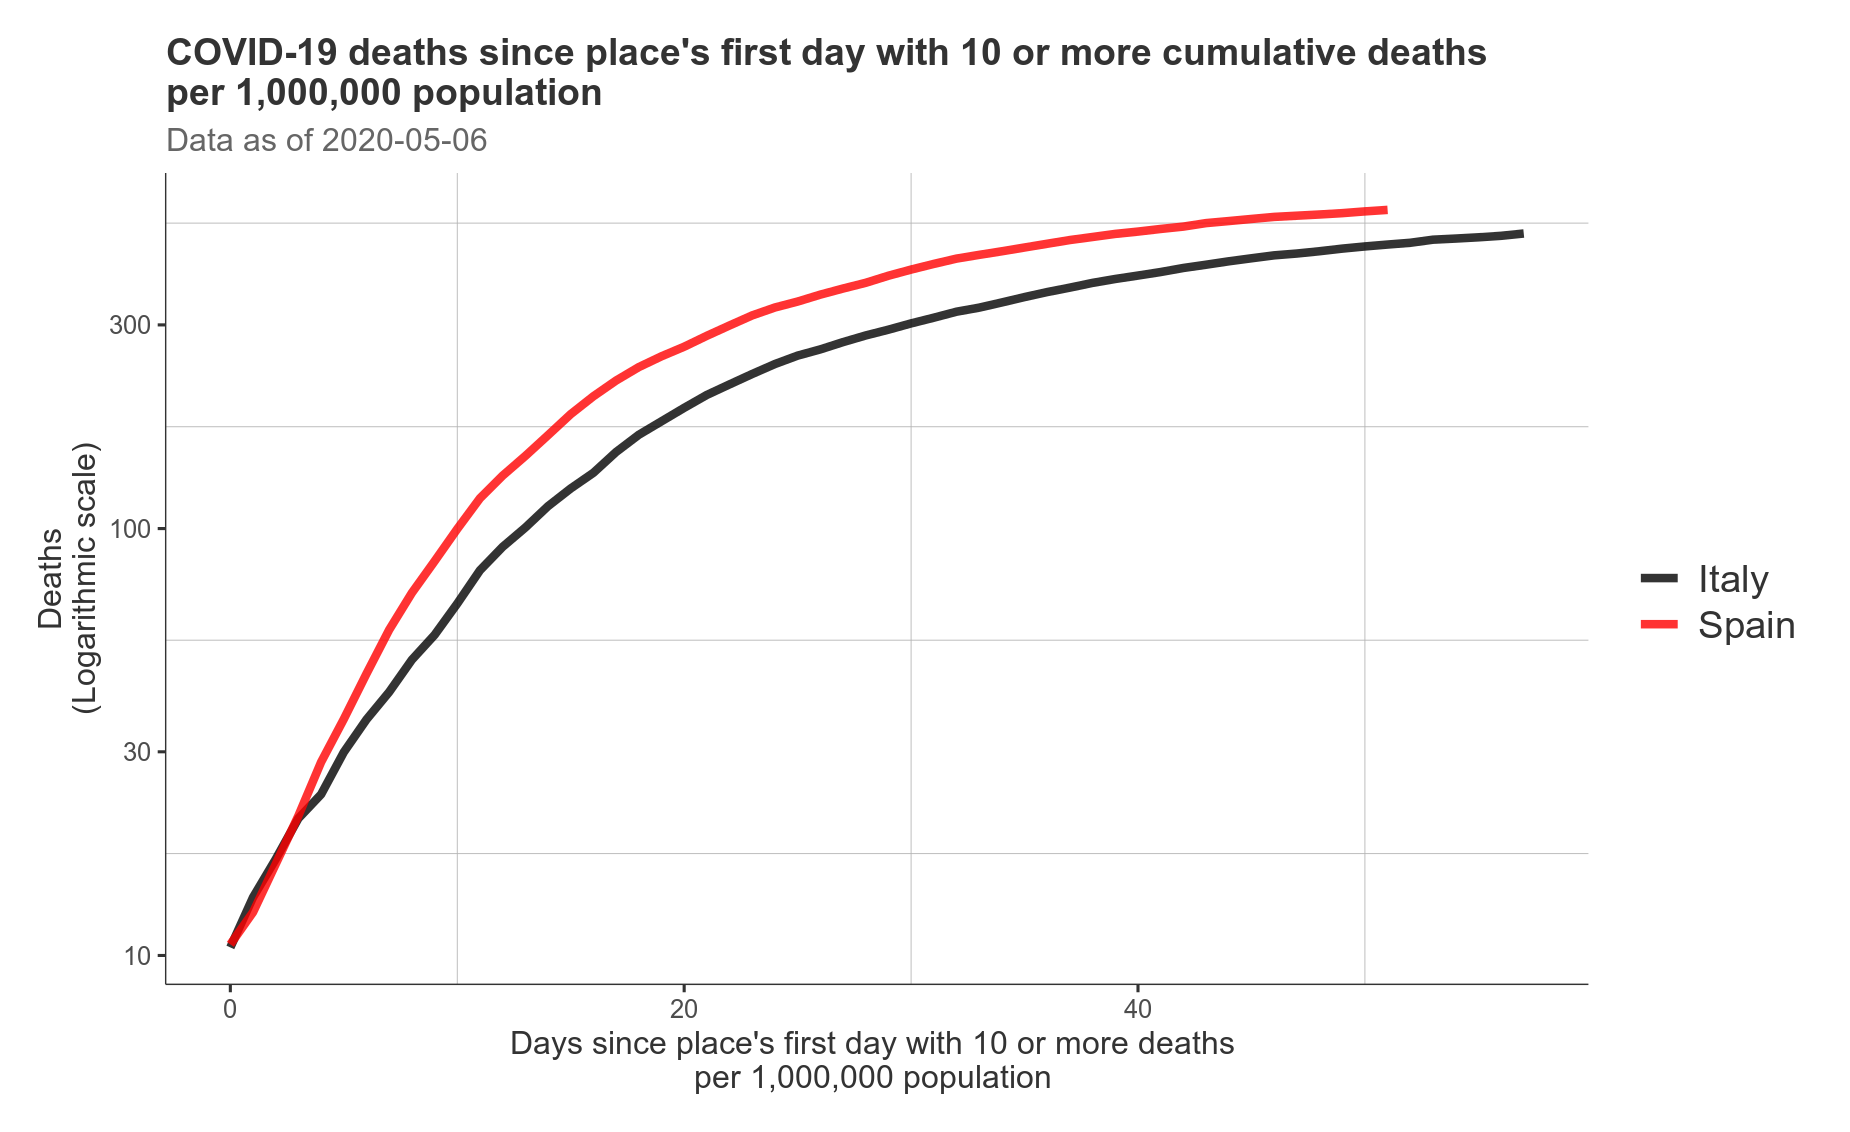 COVID-19 deaths since place's first day with 10 or more cumulative deaths
per 1,000,000 population
Data as of 2020-05-06
Deaths
(Logarithmic scale)
300
100
30
10
0
20
40
Days since place's first day with 10 or more deaths
per 1,000,000 population
Italy
Spain